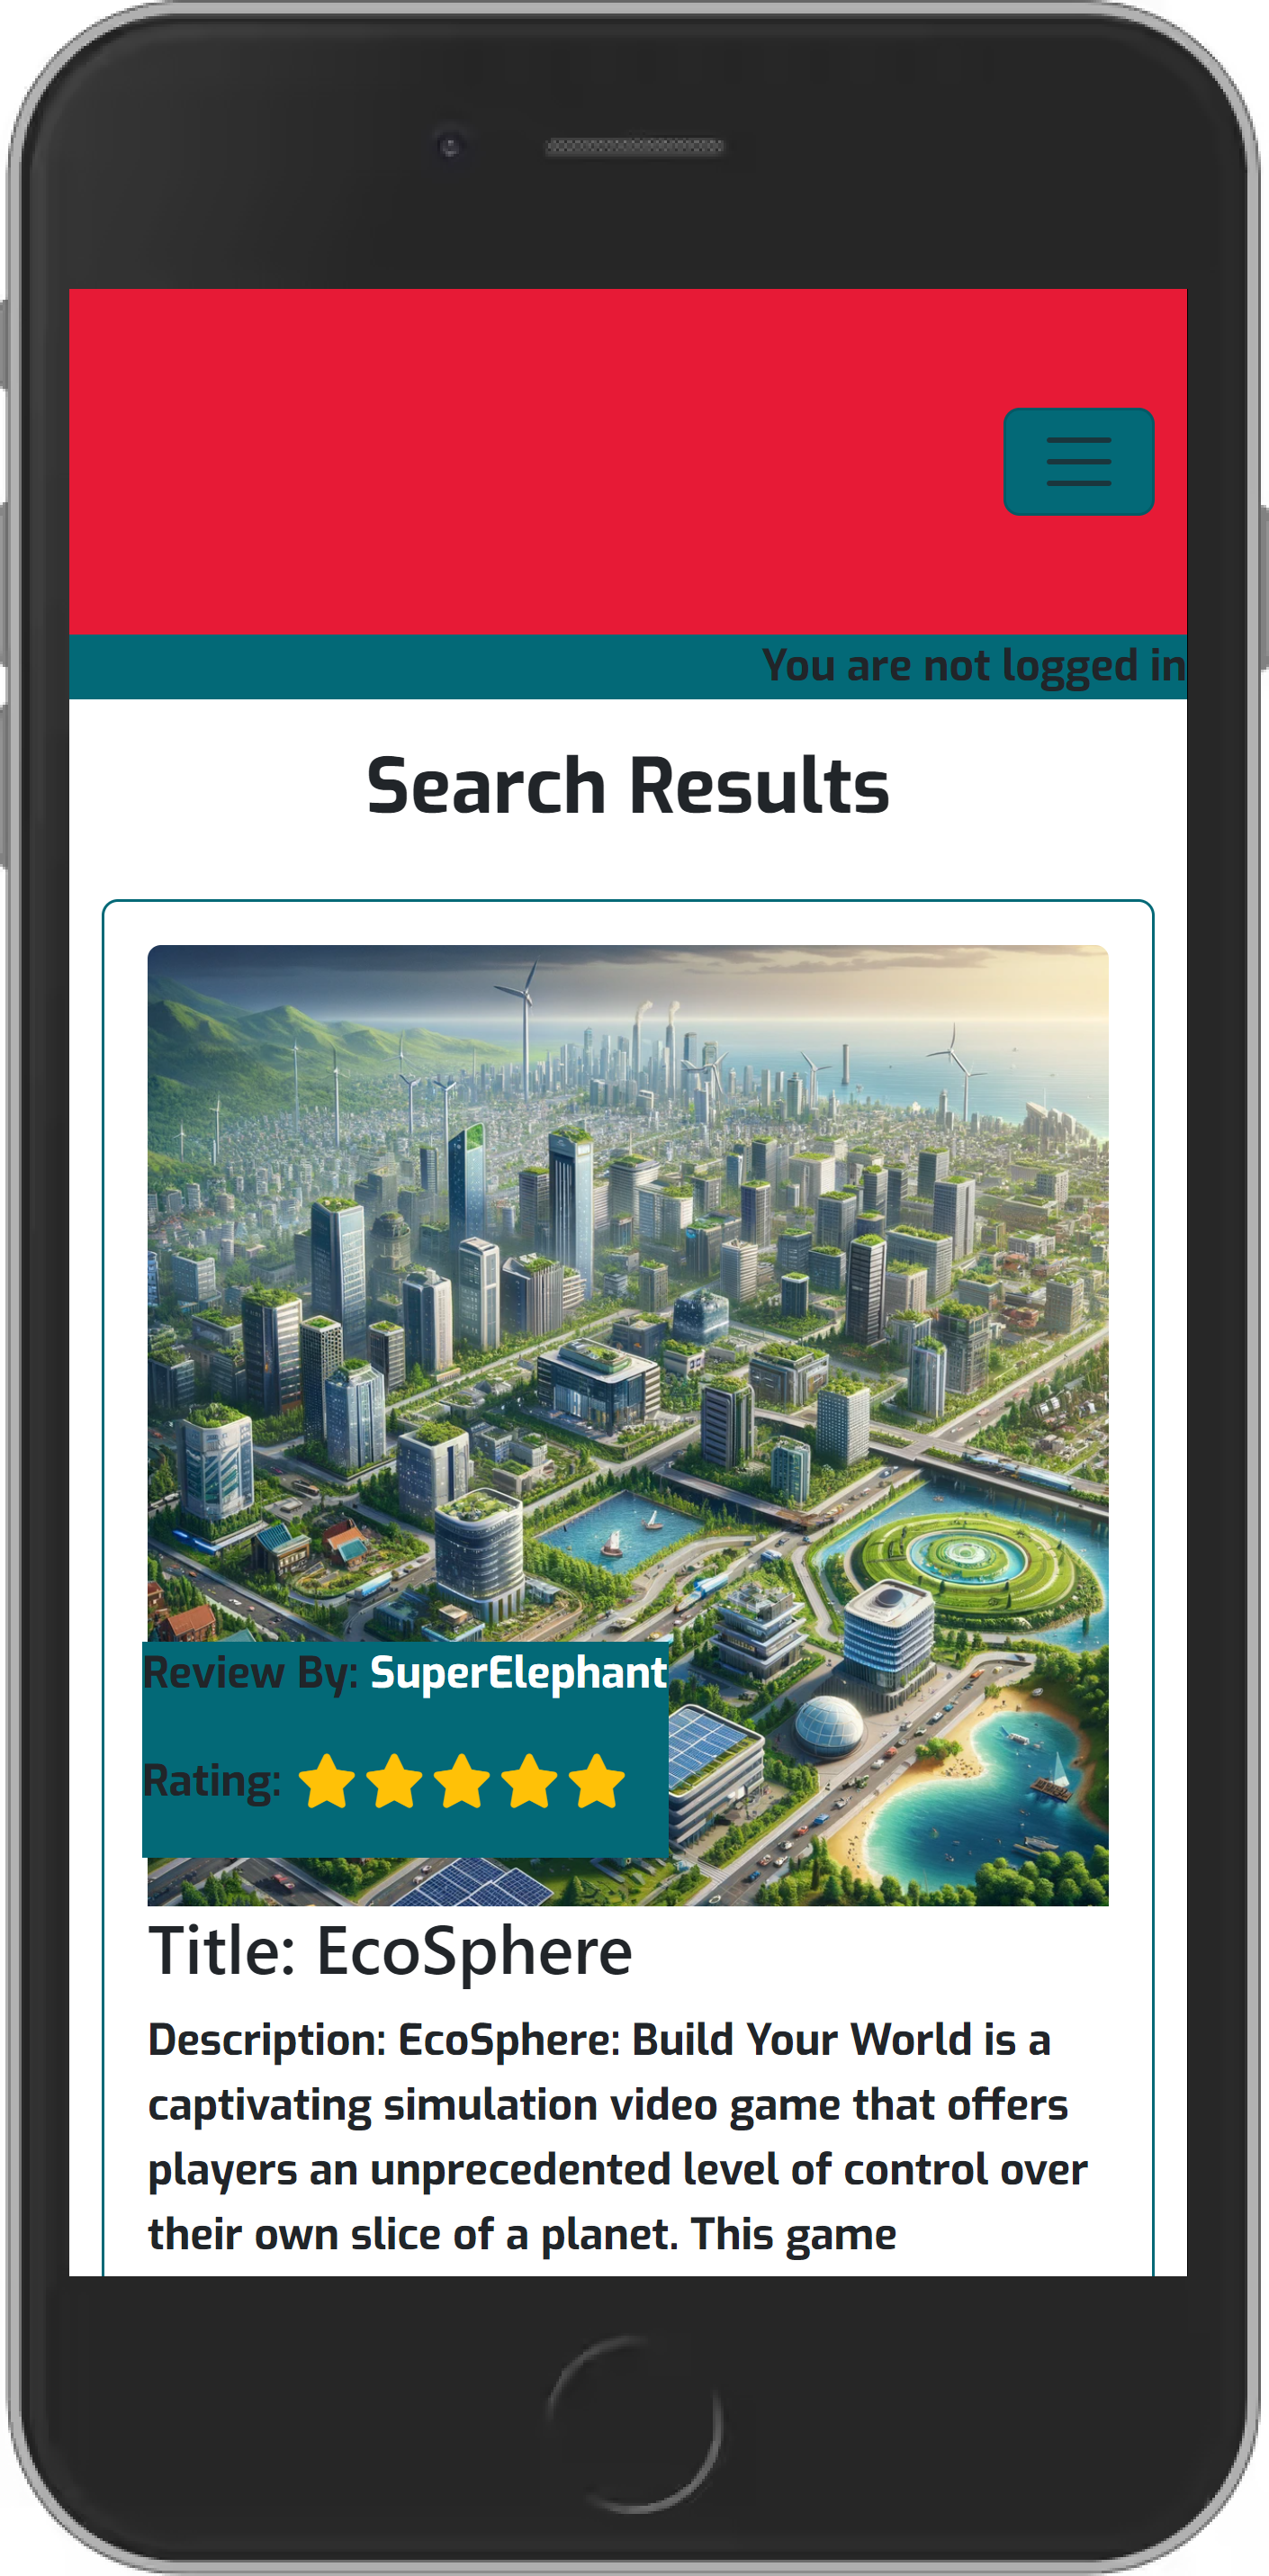 You are not logged in
Search Results
Review By: SuperElephant
Rating:
Title: EcoSphere
Description: EcoSphere: Build Your World is a
captivating simulation video game that offers
players an unprecedented level of control over
their own slice of a planet. This game